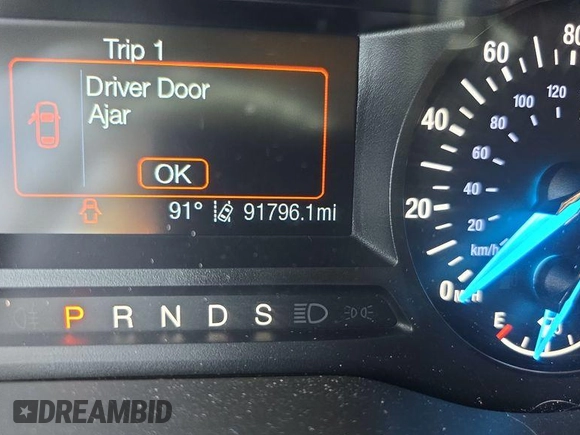 Trip 1
Driver Door
Ajar
OK
91° 91796.1mi
P R N D S
0 20 40 60 80
20 40 60 80 100 120
km/h
MPH
E
DREAMBID